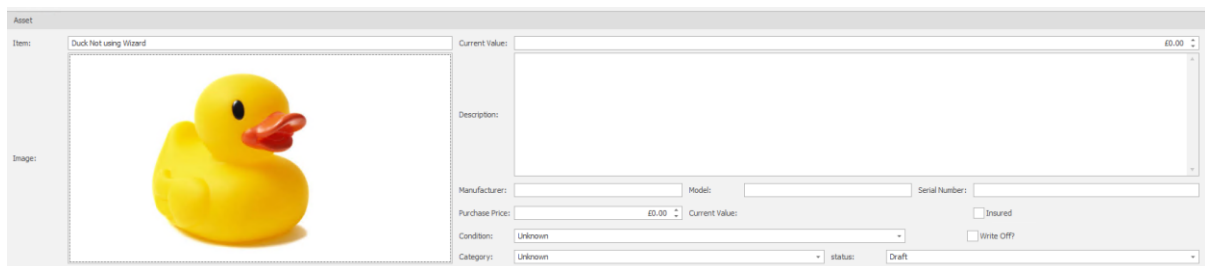 Asset
Item: Duck Not using Wizard Current Value: £0.00
Description:
Image:
Manufacturer: Model: Serial Number:
Purchase Price: £0.00 Current Value: Insured
Condition: Unknown Write Off?
Category: Unknown status: Draft